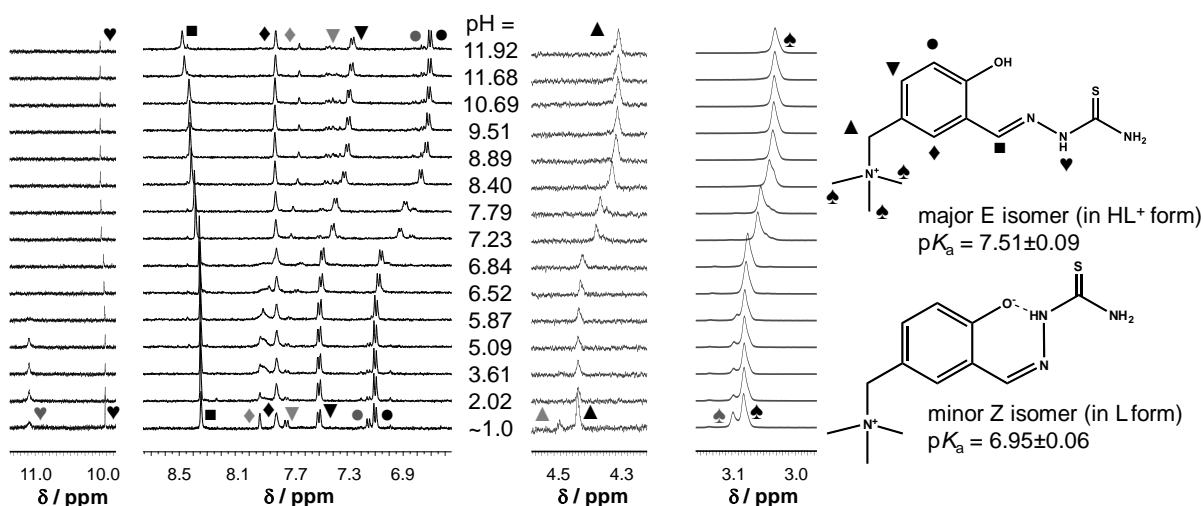 pH =
11.92
11.68
10.69
9.51
8.89
8.40
7.79
7.23
6.84
6.52
5.87
5.09
3.61
2.02
~1.0
11.0 10.0
δ / ppm
8.5 8.1 7.7 7.3 6.9
δ / ppm
4.5 4.3
δ / ppm
3.1 3.0
δ / ppm
OH
S
N
N
H
NH₂
N⁺
major E isomer (in HL⁺ form)
pKₐ = 7.51±0.09
S
O⁻
HN
NH₂
N
N⁺
minor Z isomer (in L form)
pKₐ = 6.95±0.06